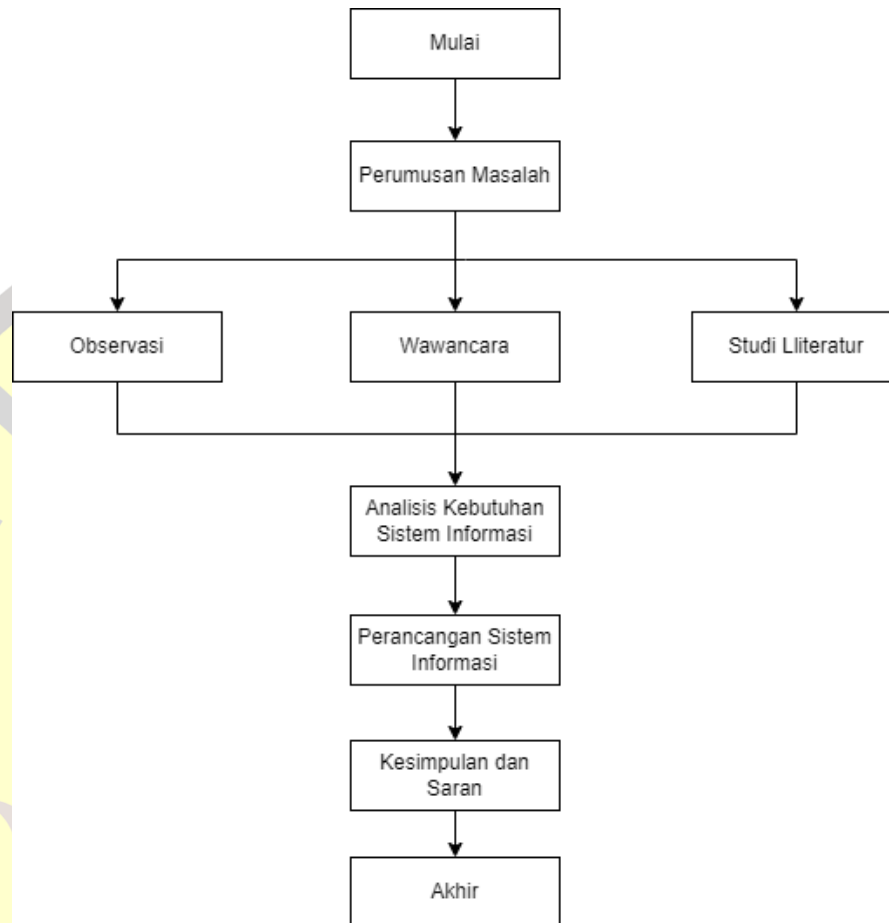 Mulai
Perumusan Masalah
Observasi
Wawancara
Studi Lliteratur
Analisis Kebutuhan
Sistem Informasi
Perancangan Sistem
Informasi
Kesimpulan dan
Saran
Akhir